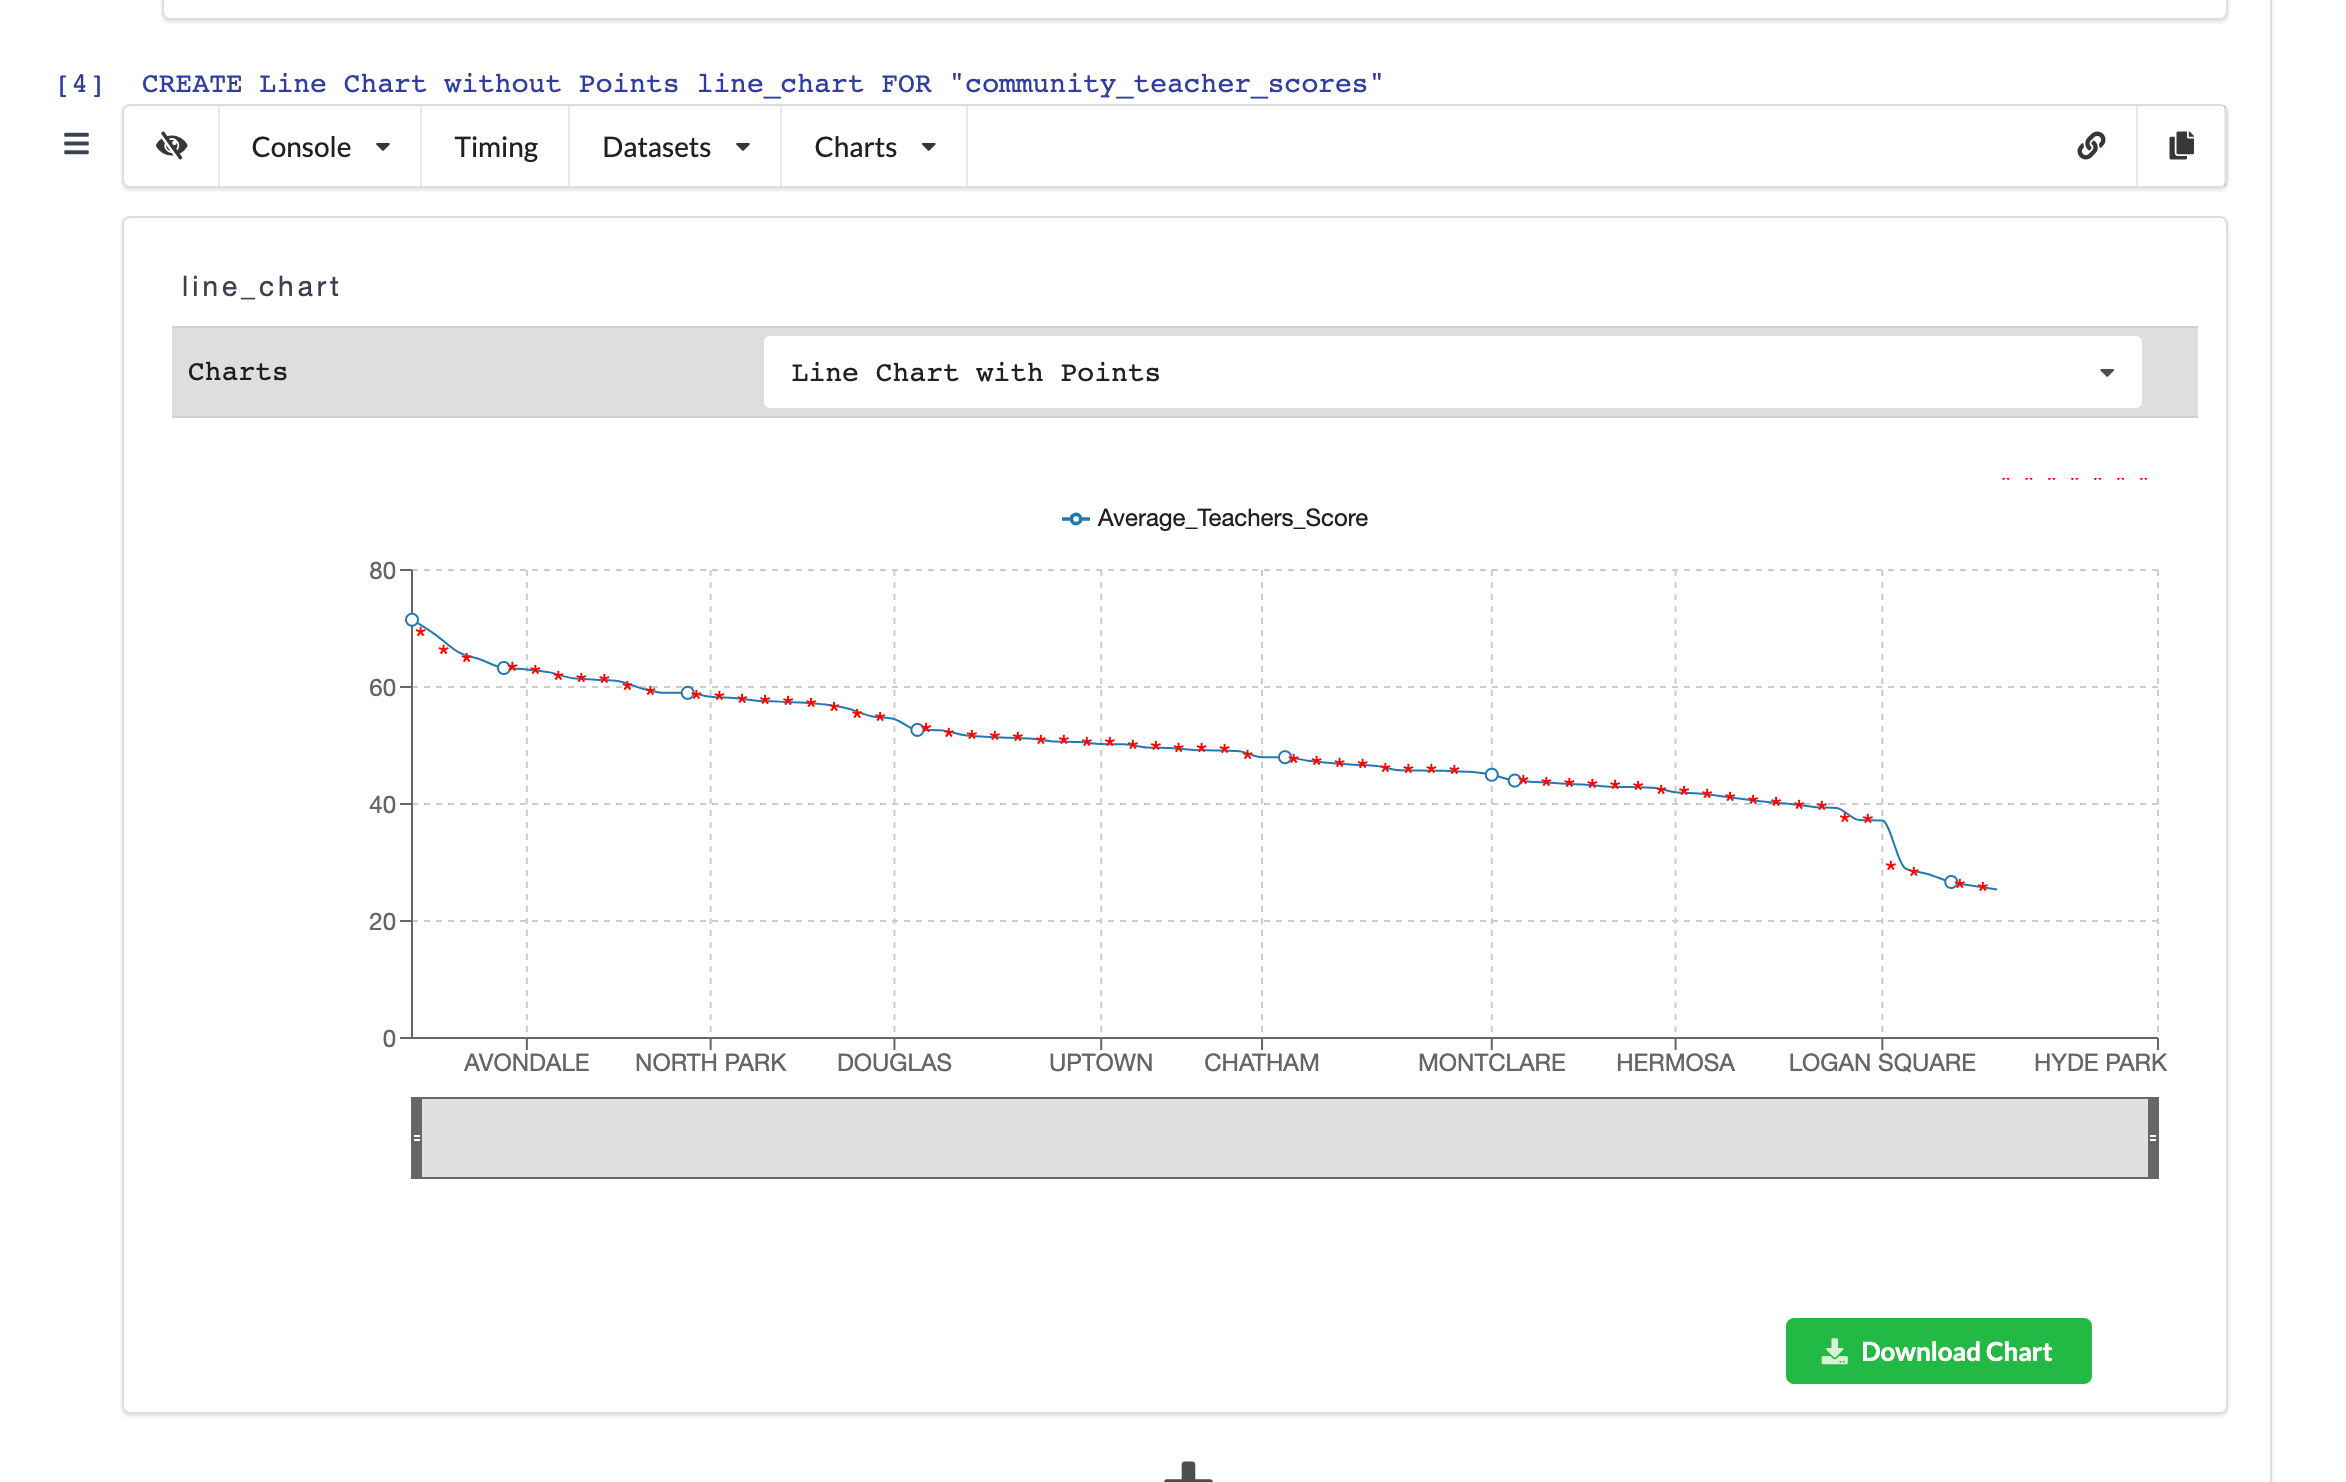 [4] CREATE Line Chart without Points line_chart FOR "community_teacher_scores"
Console Timing Datasets Charts
line_chart
Charts Line Chart with Points
Average_Teachers_Score
80
60
40
20
0
AVONDALE NORTH PARK DOUGLAS UPTOWN CHATHAM MONTCLARE HERMOSA LOGAN SQUARE HYDE PARK
Download Chart